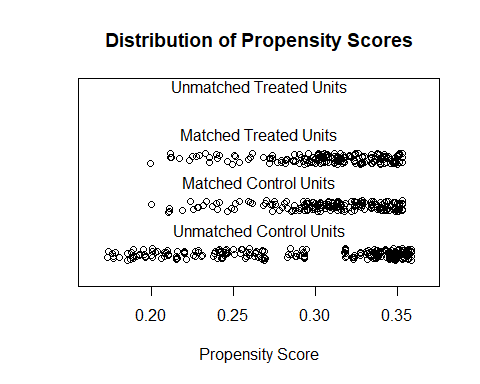 Distribution of Propensity Scores
Unmatched Treated Units
Matched Treated Units
Matched Control Units
Unmatched Control Units
0.20 0.25 0.30 0.35
Propensity Score